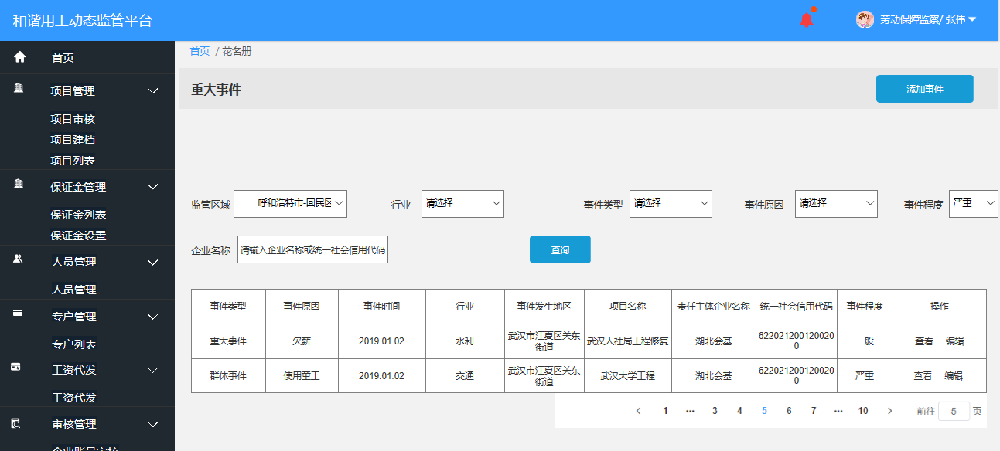 和谐用工动态监管平台
劳动保障监察/ 张伟
首页
项目管理
项目审核
项目建档
项目列表
保证金管理
保证金列表
保证金设置
人员管理
人员管理
专户管理
专户列表
工资代发
工资代发
审核管理
企业账号审核
首页 / 花名册
重大事件 添加事件
监管区域 呼和浩特市-回民区 行业 请选择 事件类型 请选择 事件原因 请选择 事件程度 严重
企业名称 请输入企业名称或统一社会信用代码 查询
事件类型 事件原因 事件时间 行业 事件发生地区 项目名称 责任主体企业名称 统一社会信用代码 事件程度 操作
重大事件 欠薪 2019.01.02 水利 武汉市江夏区关东街道 武汉人社局工程修复 湖北会基 6220212001200200 一般 查看 编辑
群体事件 使用童工 2019.01.02 交通 武汉市江夏区关东街道 武汉大学工程 湖北会基 6220212001200200 严重 查看 编辑
1 ··· 3 4 5 6 7 ··· 10 前往 5 页